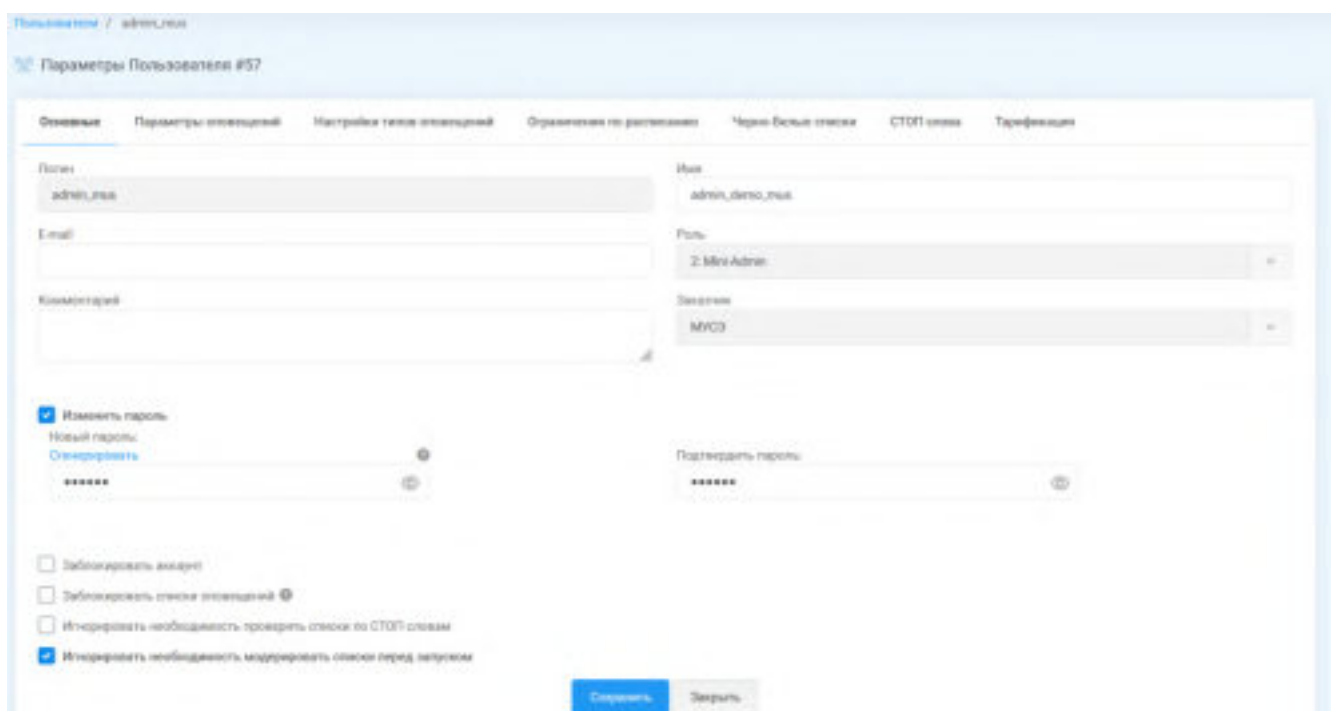 Пользователи / admin_mus
Параметры Пользователя #57
Основные Параметры оповещений Настройка типов оповещений Ограничения по расписанию Черно-Белые списки СТОП слова Тарификация
Логин Имя
admin_mus admin_demo_mus
E-mail Роль
2: Mini-Admin
Комментарий Заказчик
МУСЭ
Изменить пароль
Новый пароль:
Сгенерировать Подтвердить пароль:
•••••• ••••••
Заблокировать аккаунт
Заблокировать списки оповещений
Игнорировать необходимость проверять списки по СТОП словам
Игнорировать необходимость модерировать списки перед запуском
Сохранить Закрыть